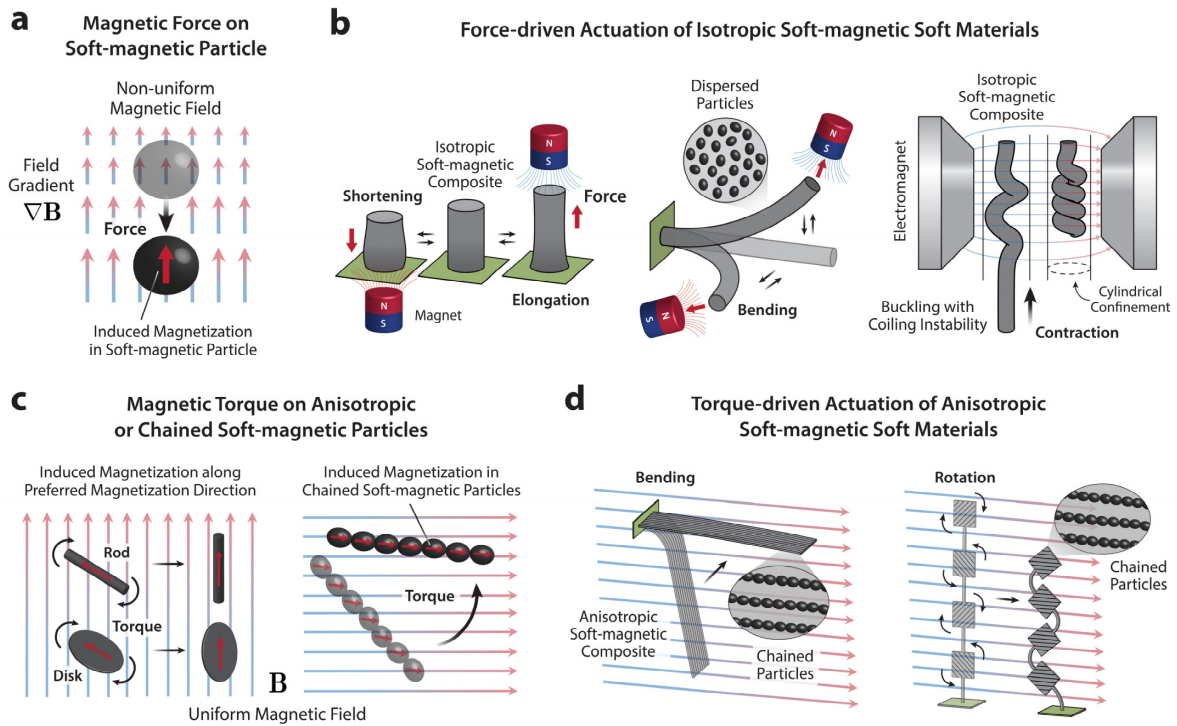 a
Magnetic Force on
Soft-magnetic Particle
Non-uniform
Magnetic Field
Field
Gradient
∇B
Force
Induced Magnetization
in Soft-magnetic Particle
b
Force-driven Actuation of Isotropic Soft-magnetic Soft Materials
Shortening
Isotropic
Soft-magnetic
Composite
N
S
Force
N
S
Magnet
Elongation
Dispersed
Particles
N
S
N
S
Bending
Isotropic
Soft-magnetic
Composite
Electromagnet
Buckling with
Coiling Instability
Contraction
Cylindrical
Confinement
c
Magnetic Torque on Anisotropic
or Chained Soft-magnetic Particles
Induced Magnetization along
Preferred Magnetization Direction
Rod
Torque
Disk
Induced Magnetization in
Chained Soft-magnetic Particles
Torque
B
Uniform Magnetic Field
d
Torque-driven Actuation of Anisotropic
Soft-magnetic Soft Materials
Bending
Anisotropic
Soft-magnetic
Composite
Chained
Particles
Rotation
Chained
Particles